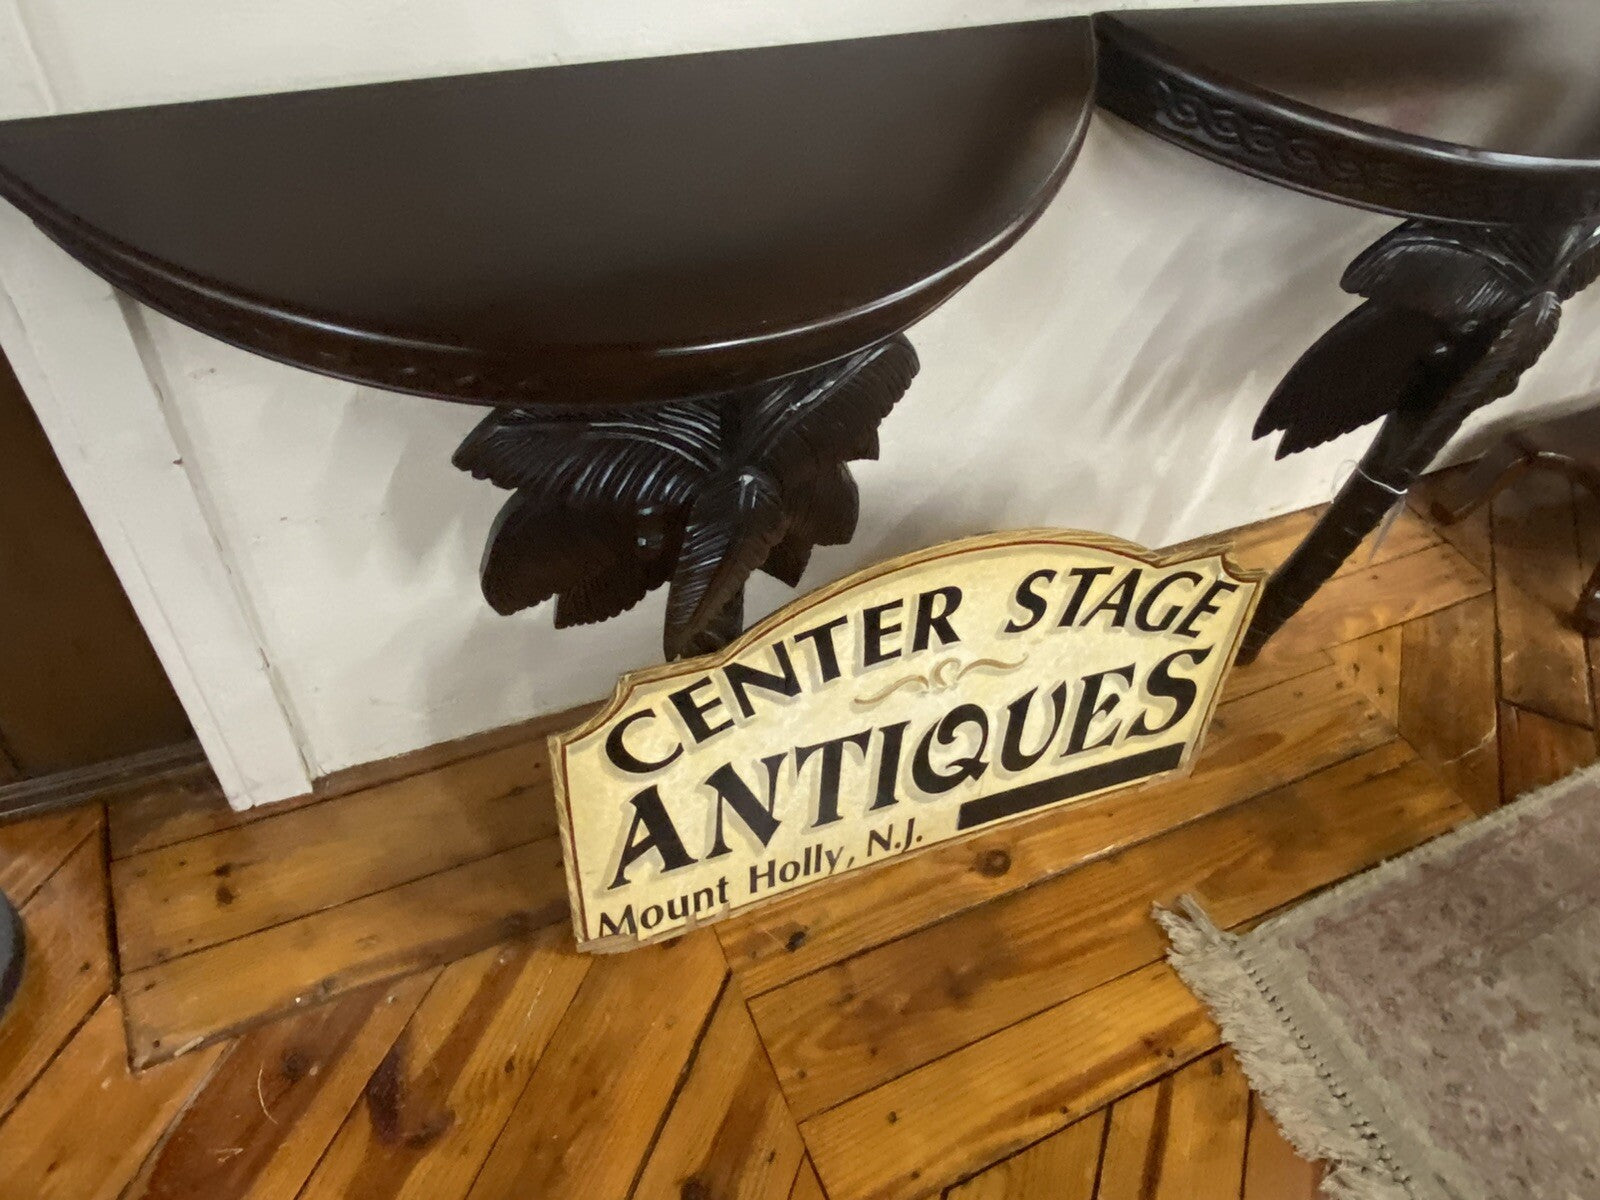 CENTER STAGE
ANTIQUES
Mount Holly, N.J.